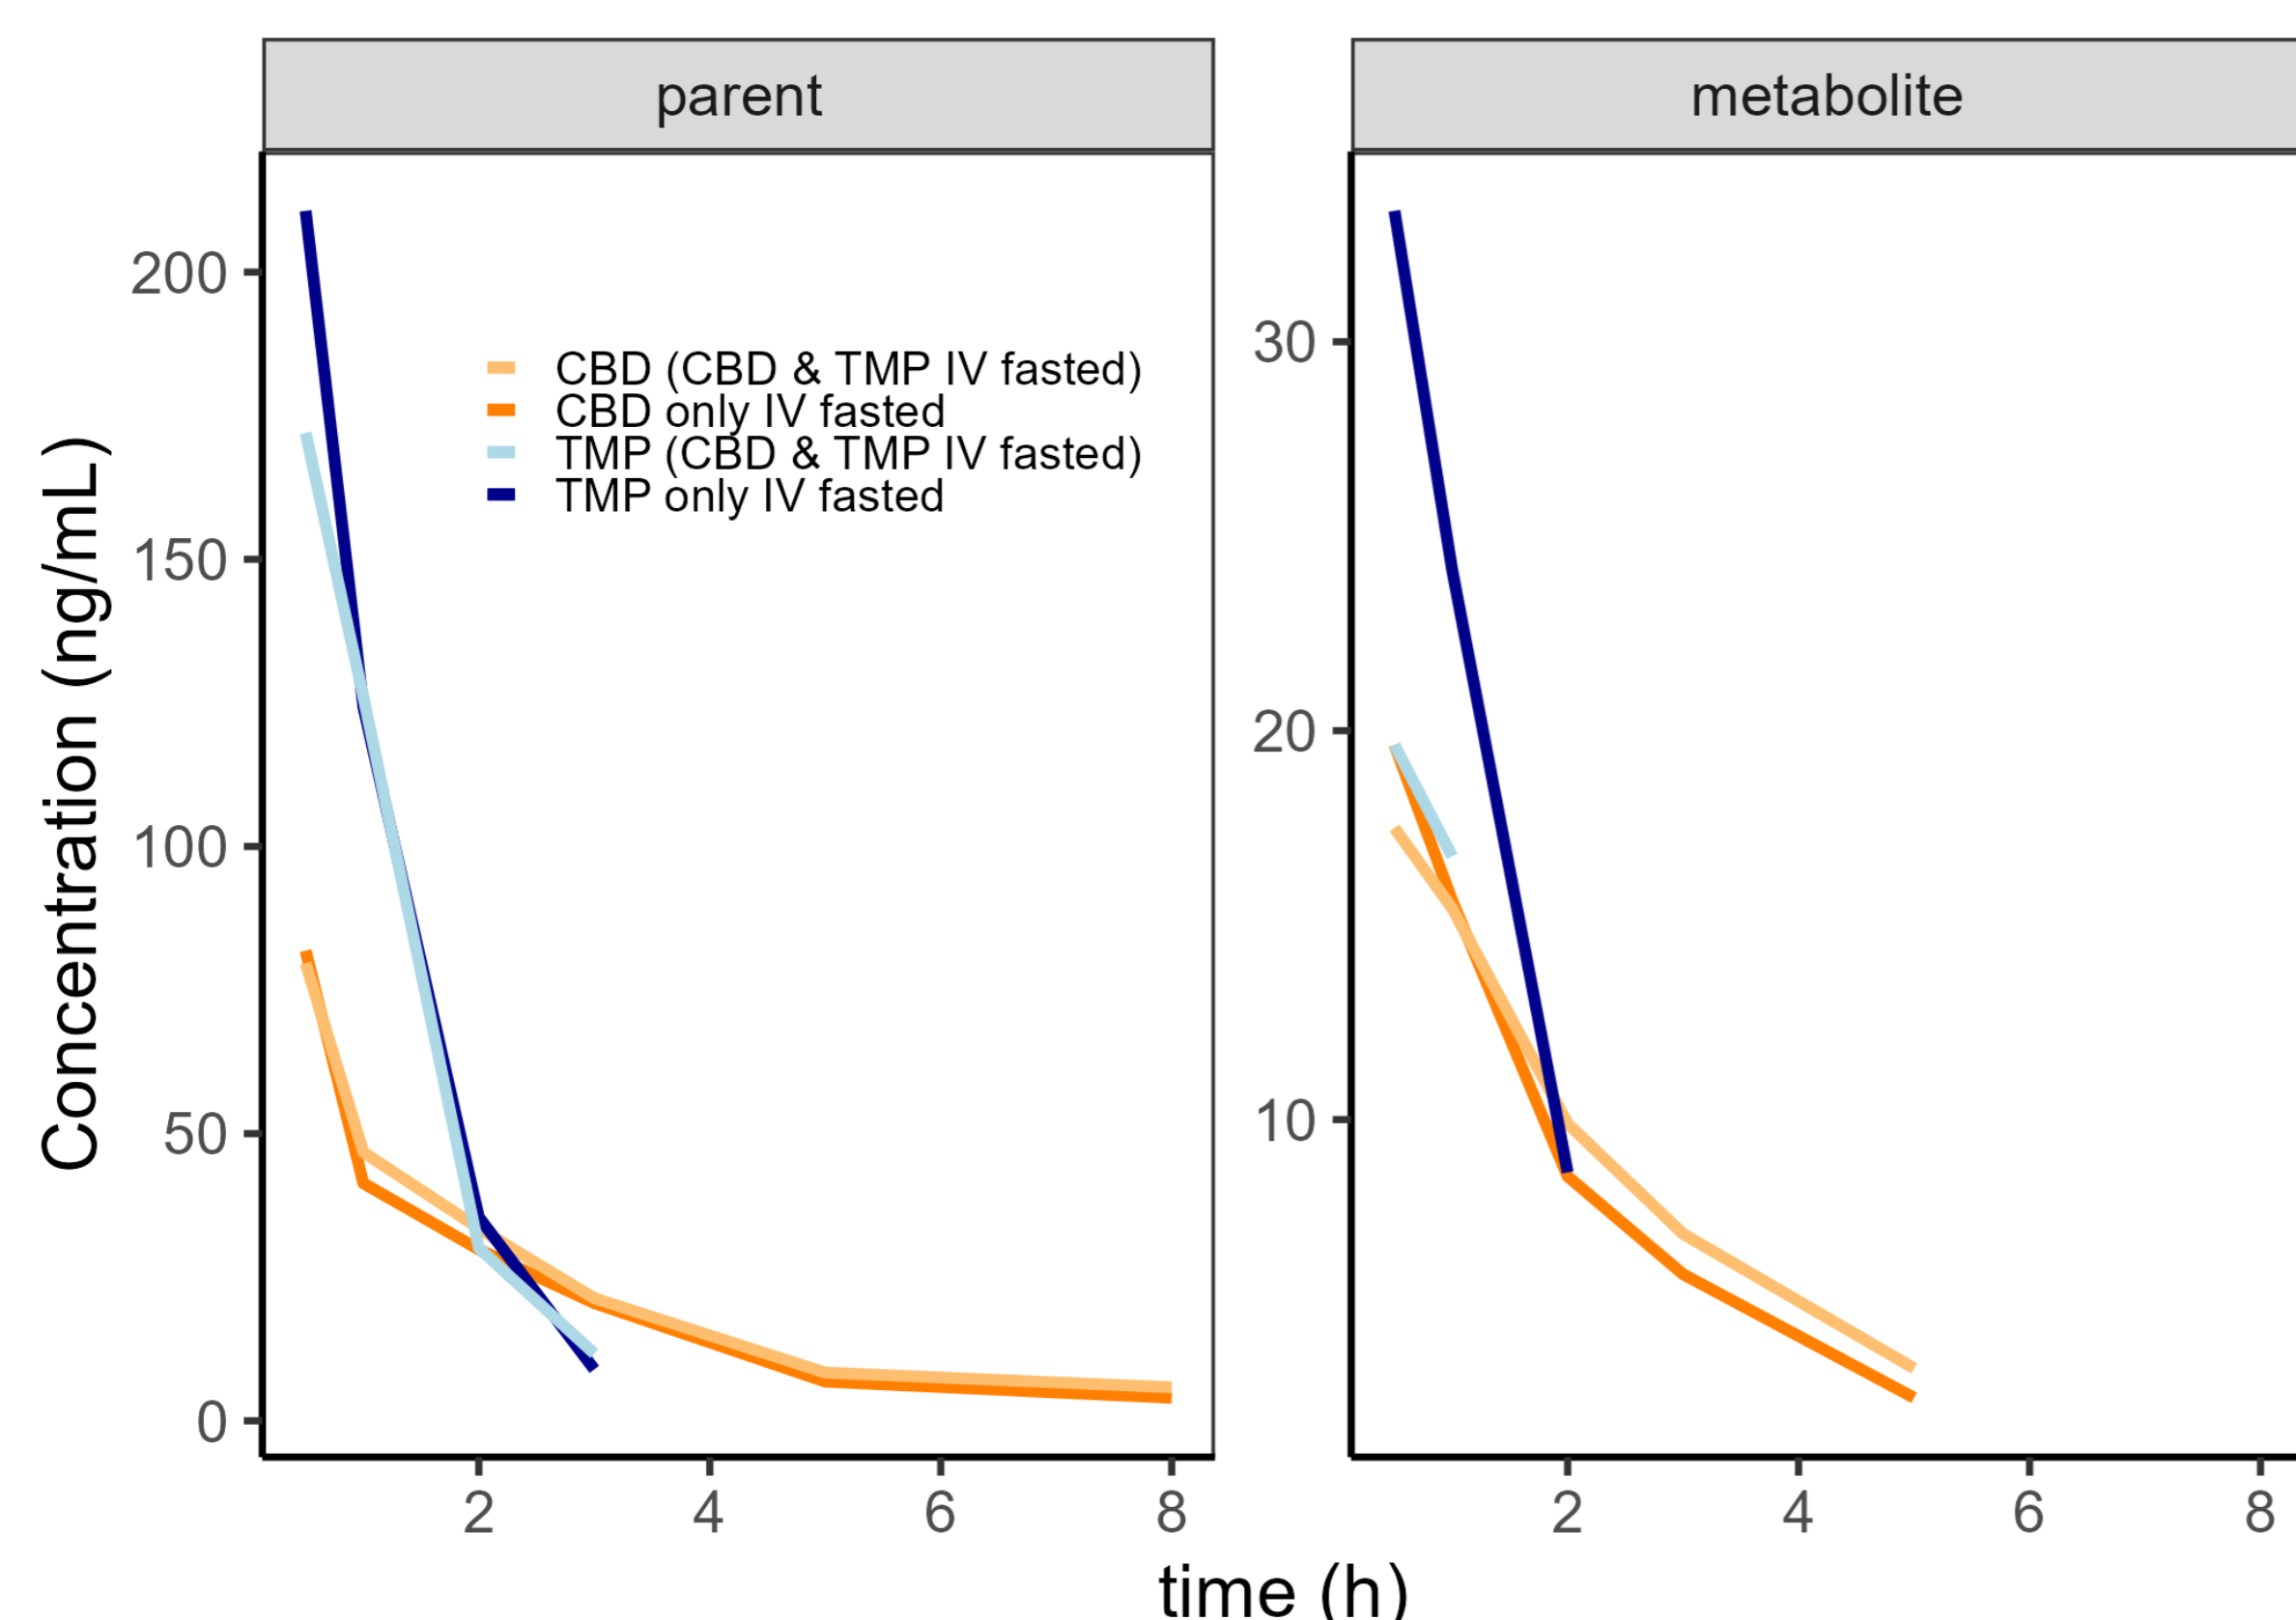 parent
metabolite
Concentration (ng/mL)
200
150
100
50
0
CBD (CBD & TMP IV fasted)
CBD only IV fasted
TMP (CBD & TMP IV fasted)
TMP only IV fasted
30
20
10
2 4 6 8
2 4 6 8
time (h)